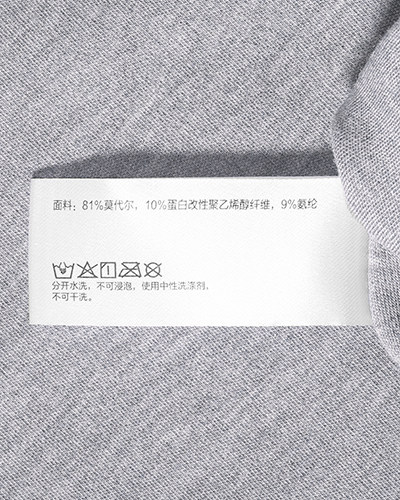 面料：81%莫代尔，10%蛋白改性聚乙烯醇纤维，9%氨纶
分开水洗，不可浸泡，使用中性洗涤剂，
不可干洗。